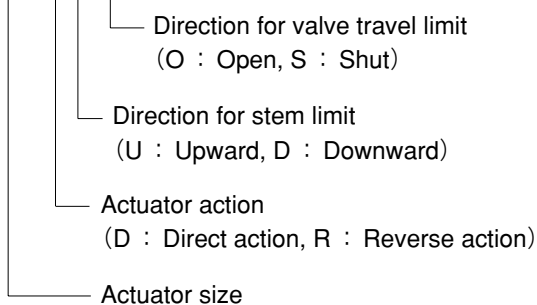 Direction for valve travel limit
（O ： Open, S ： Shut）
Direction for stem limit
（U ： Upward, D ： Downward）
Actuator action
（D ： Direct action, R ： Reverse action）
Actuator size